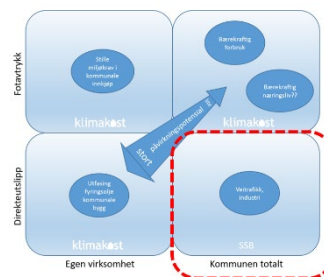 Fotavtrykk
Stille
miljøkrav i
kommunale
innkjøp
klimakost
Bærekraftig
forbruk
Bærekraftig
næringsliv??
klimakost
stort
påvirkningspotensial
Direkteutslipp
Utfasing
fyringsolje
kommunale
bygg
klimakost
Veitrafikk,
industri
SSB
Egen virksomhet
Kommunen totalt